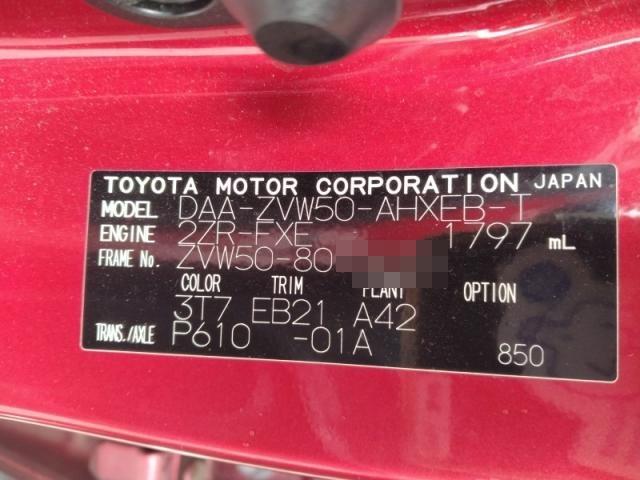 TOYOTA MOTOR CORPORATION JAPAN
MODEL DAA-ZVW50-AHXEB-T
ENGINE 2ZR-FXE 1797 mL
FRAME No. ZVW50-80
COLOR TRIM PLANT OPTION
3T7 EB21 A42
TRANS./AXLE P610 -01A
850